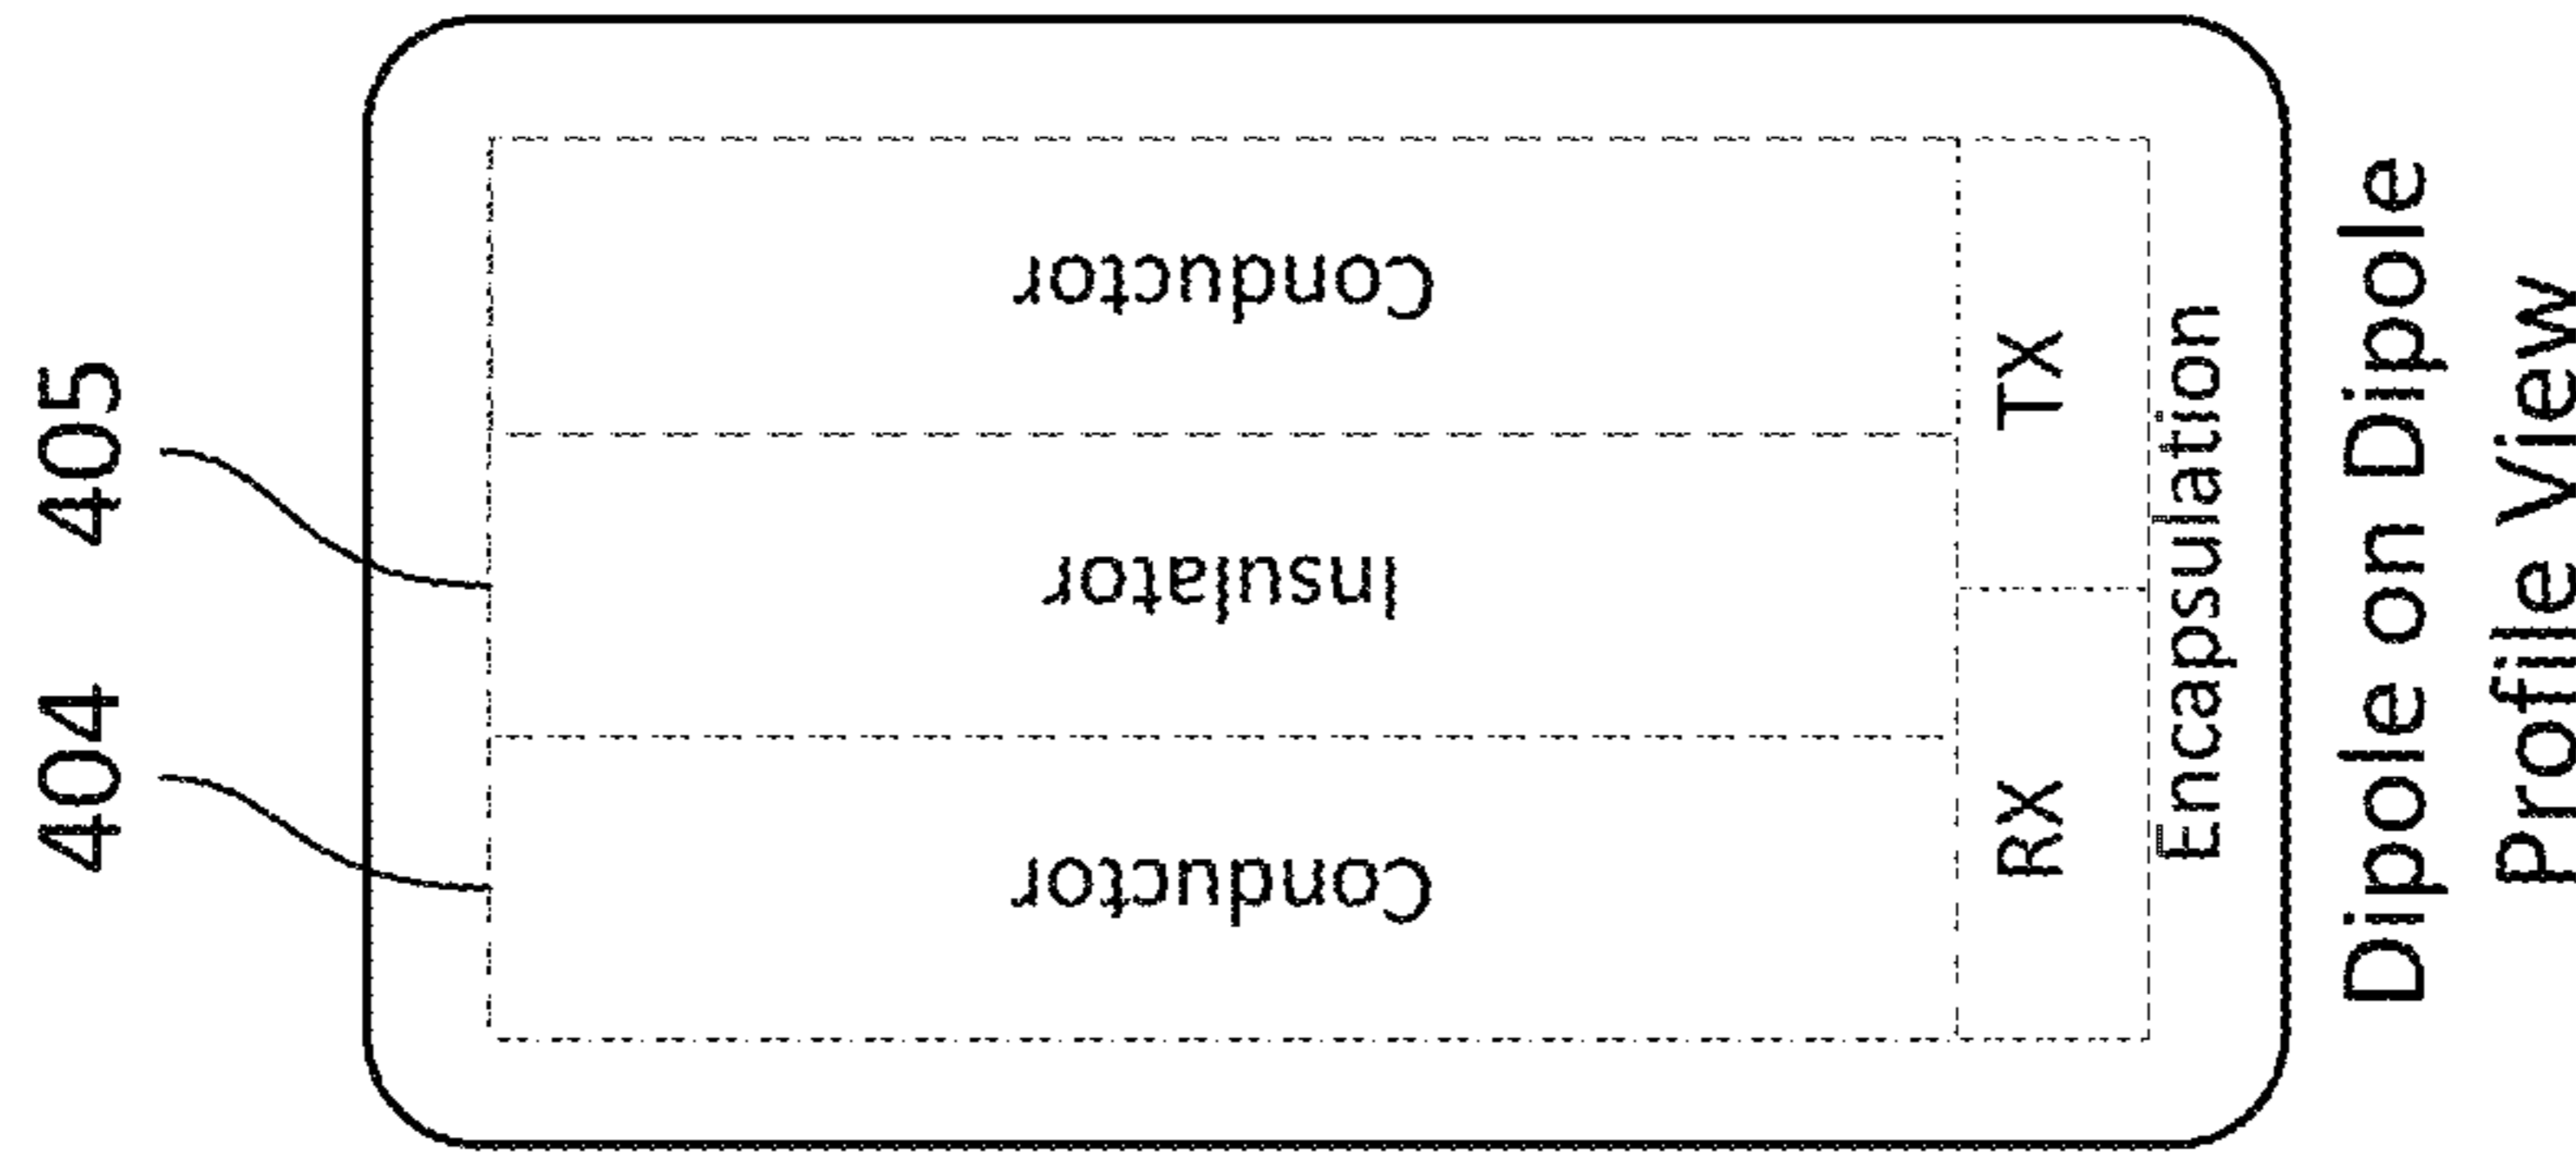 404 405
Conductor
Insulator
Conductor
RX TX
Encapsulation
Dipole on Dipole
Profile View